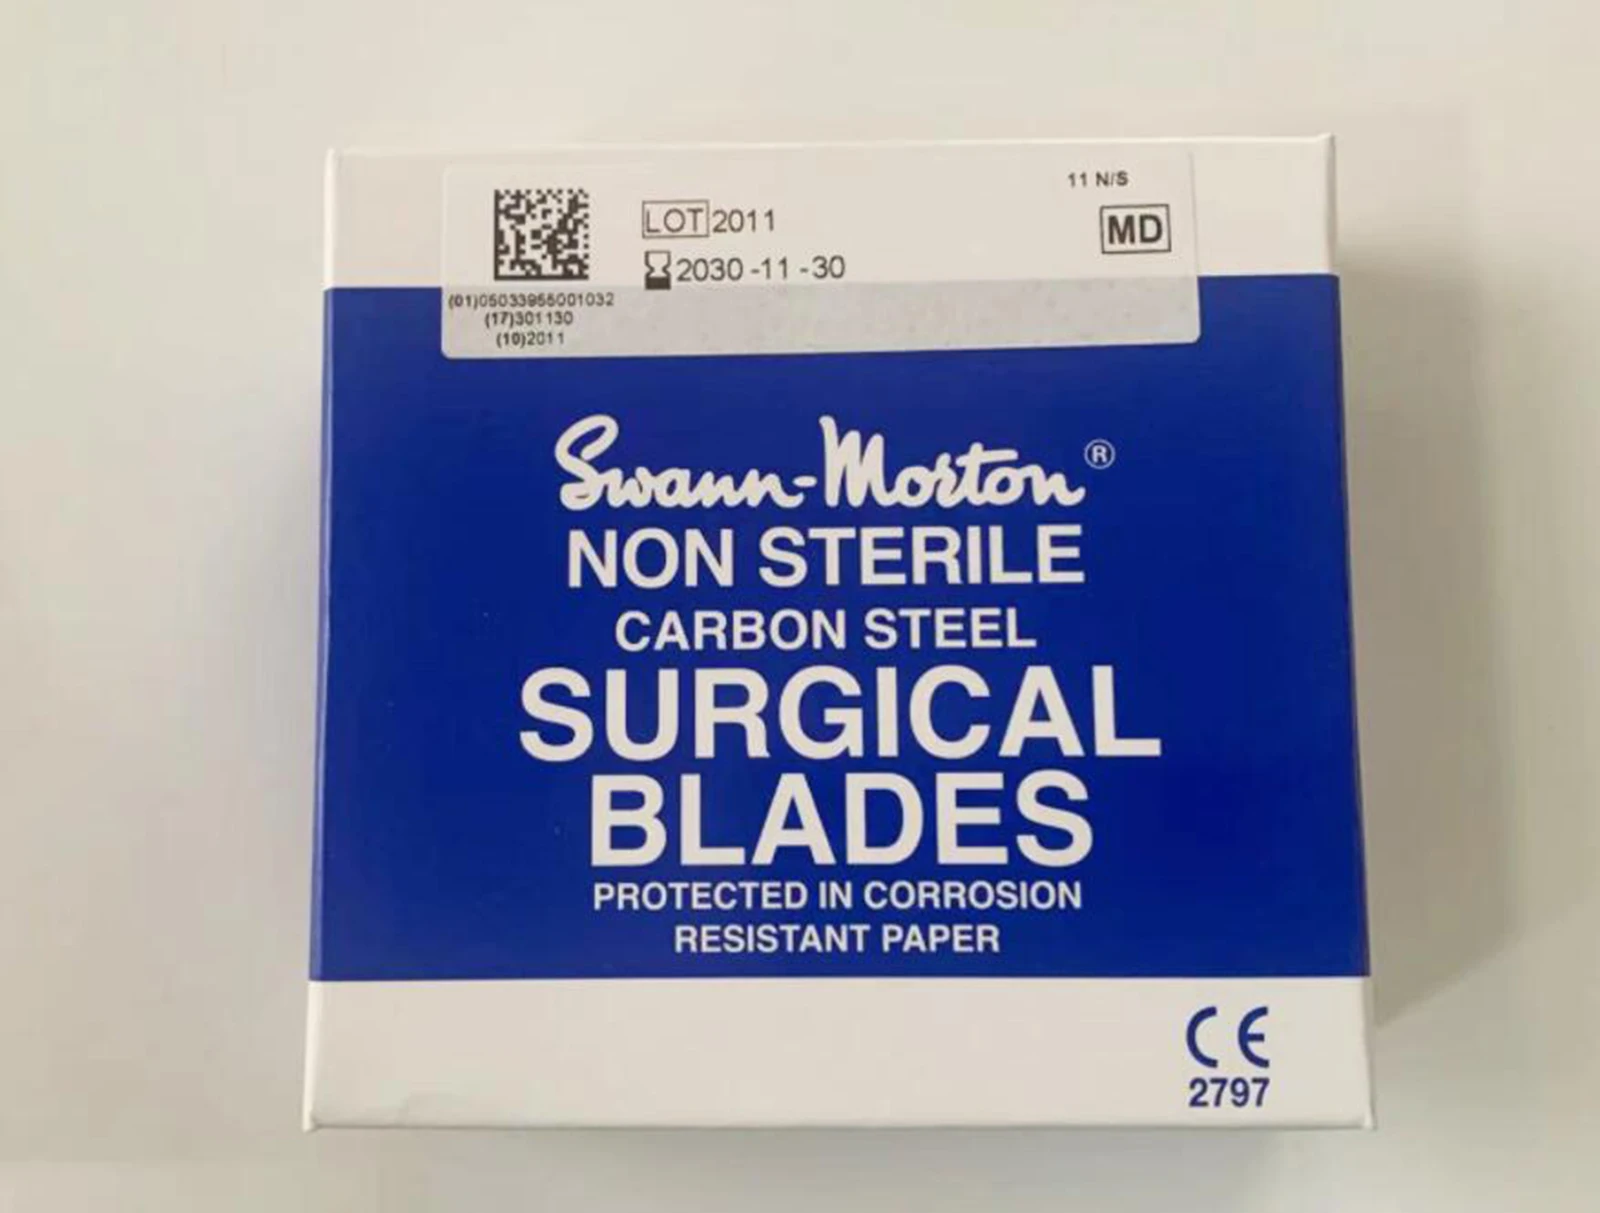 11 N/S
LOT 2011
MD
2030-11-30
(01)05033955001032
(17)301130
(10)2011
Swann-Morton®
NON STERILE
CARBON STEEL
SURGICAL
BLADES
PROTECTED IN CORROSION
RESISTANT PAPER
CE
2797